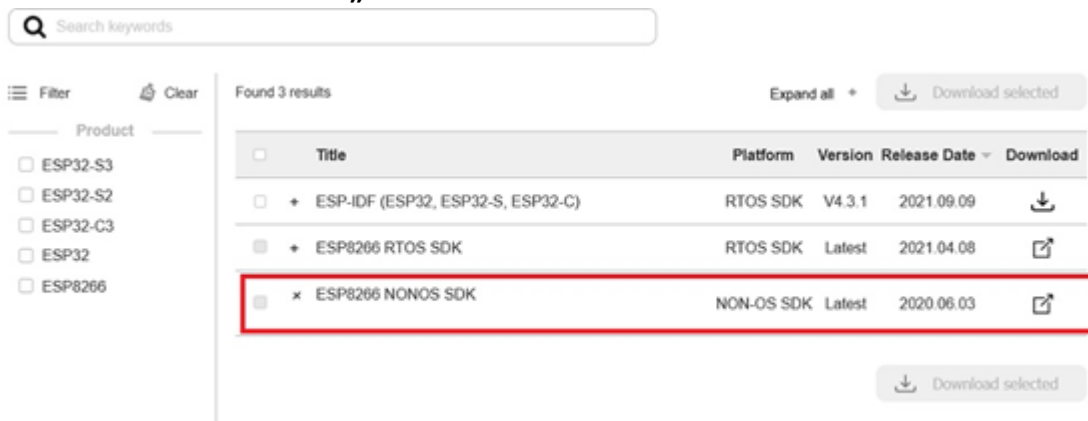 Search keywords
Filter Clear
Product
ESP32-S3
ESP32-S2
ESP32-C3
ESP32
ESP8266
Found 3 results Expand all + Download selected
Title Platform Version Release Date Download
+ ESP-IDF (ESP32, ESP32-S, ESP32-C) RTOS SDK V4.3.1 2021.09.09
+ ESP8266 RTOS SDK RTOS SDK Latest 2021.04.08
× ESP8266 NONOS SDK NON-OS SDK Latest 2020.06.03
Download selected